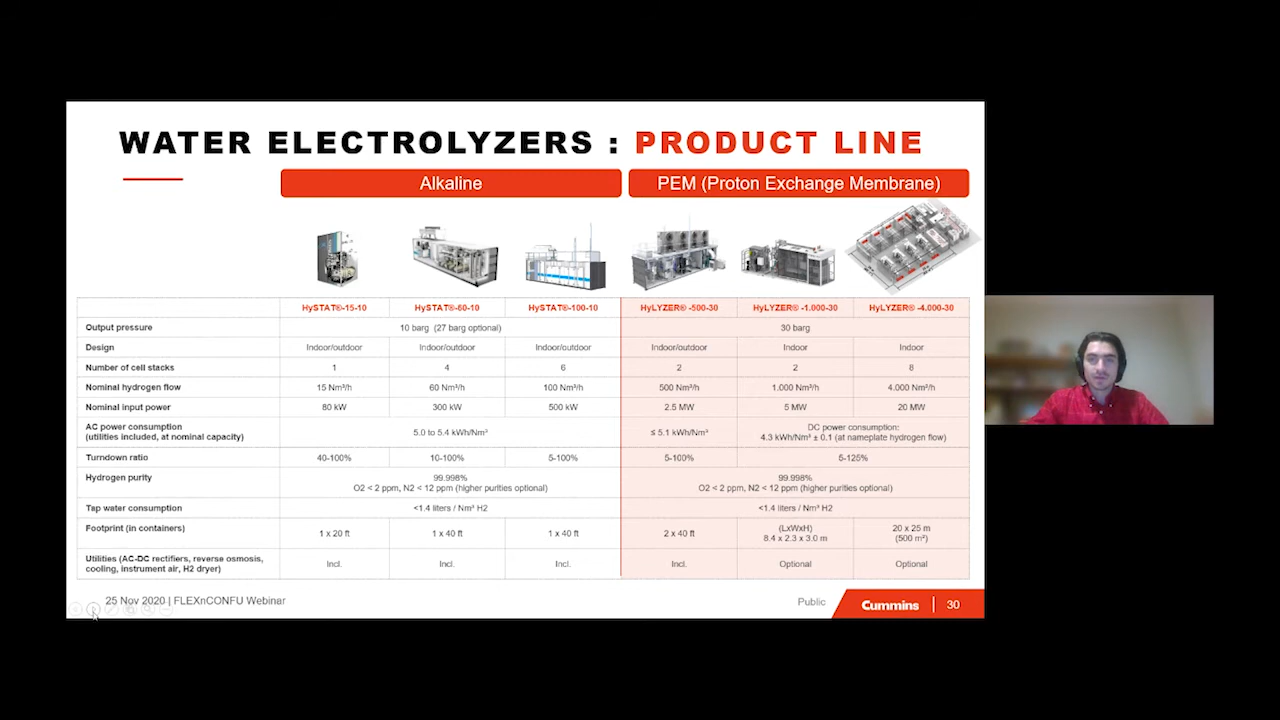 WATER ELECTROLYZERS : PRODUCT LINE
Alkaline
PEM (Proton Exchange Membrane)
HySTAT®-15-10 HySTAT®-60-10 HySTAT®-100-10 HyLYZER® -500-30 HyLYZER® -1.000-30 HyLYZER® -4.000-30
Output pressure 10 barg (27 barg optional) 30 barg
Design Indoor/outdoor Indoor/outdoor Indoor/outdoor Indoor/outdoor Indoor Indoor
Number of cell stacks 1 4 6 2 2 8
Nominal hydrogen flow 15 Nm³/h 60 Nm³/h 100 Nm³/h 500 Nm³/h 1.000 Nm³/h 4.000 Nm³/h
Nominal input power 80 kW 300 kW 500 kW 2.5 MW 5 MW 20 MW
AC power consumption
(utilities included, at nominal capacity) 5.0 to 5.4 kWh/Nm³ ≤ 5.1 kWh/Nm³ DC power consumption:
4.3 kWh/Nm³ ± 0.1 (at nameplate hydrogen flow)
Turndown ratio 40-100% 10-100% 5-100% 5-100% 5-125%
Hydrogen purity 99.998% 99.998%
O2 < 2 ppm, N2 < 12 ppm (higher purities optional) O2 < 2 ppm, N2 < 12 ppm (higher purities optional)
Tap water consumption <1.4 liters / Nm³ H2 <1.4 liters / Nm³ H2
Footprint (in containers) 1 x 20 ft 1 x 40 ft 1 x 40 ft 2 x 40 ft (LxWxH) 20 x 25 m
8.4 x 2.3 x 3.0 m (500 m²)
Utilities (AC-DC rectifiers, reverse osmosis,
cooling, instrument air, H2 dryer) Incl. Incl. Incl. Incl. Optional Optional
25 Nov 2020 | FLEXnCONFU Webinar
Public
Cummins
30